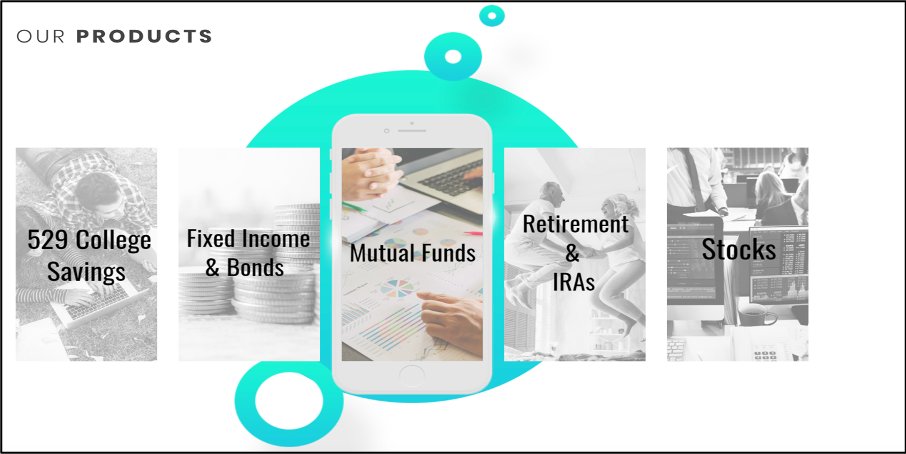 OUR PRODUCTS
529 College
Savings
Fixed Income
& Bonds
Mutual Funds
Retirement
&
IRAs
Stocks